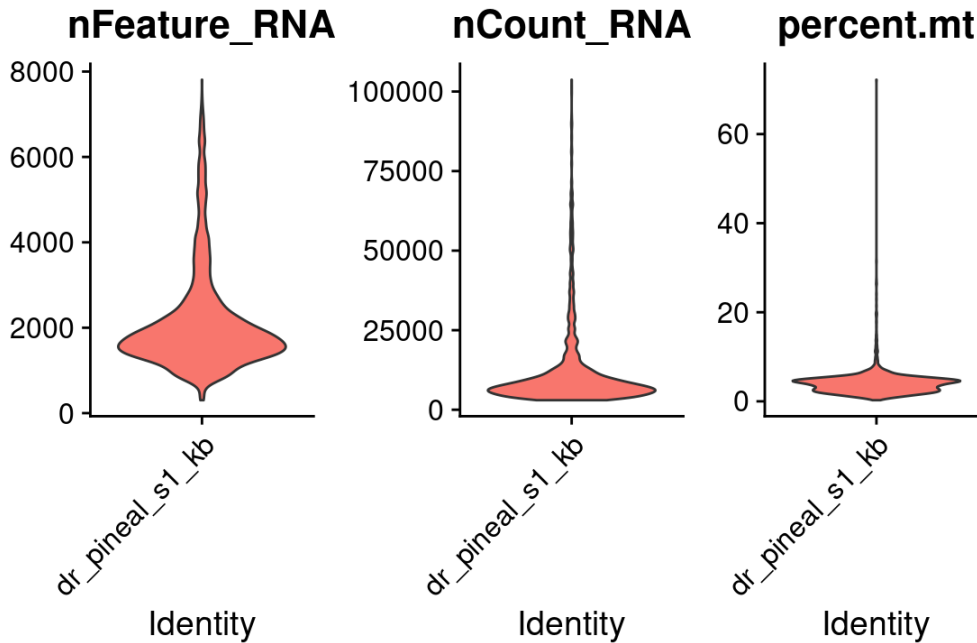 nFeature_RNA
8000
6000
4000
2000
0
dr_pineal_s1_kb
Identity
nCount_RNA
100000
75000
50000
25000
0
dr_pineal_s1_kb
Identity
percent.mt
60
40
20
0
dr_pineal_s1_kb
Identity